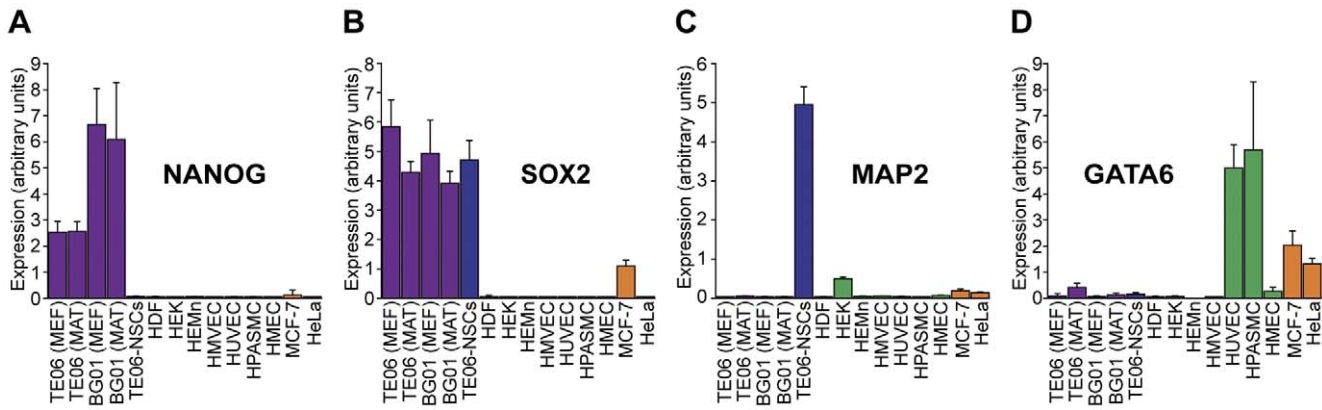 A
Expression (arbitrary units)
9
8
7
6
5
4
3
2
1
0
NANOG
TE06 (MEF)
TE06 (MAT)
BG01 (MEF)
BG01 (MAT)
TE06-NSCs
HDF
HEK
HEMn
HMVEC
HUVEC
HPASMC
HMEC
MCF-7
HeLa
B
Expression (arbitrary units)
8
7
6
5
4
3
2
1
0
SOX2
TE06 (MEF)
TE06 (MAT)
BG01 (MEF)
BG01 (MAT)
TE06-NSCs
HDF
HEK
HEMn
HMVEC
HUVEC
HPASMC
HMEC
MCF-7
HeLa
C
Expression (arbitrary units)
6
5
4
3
2
1
0
MAP2
TE06 (MEF)
TE06 (MAT)
BG01 (MEF)
BG01 (MAT)
TE06-NSCs
HDF
HEK
HEMn
HMVEC
HUVEC
HPASMC
HMEC
MCF-7
HeLa
D
Expression (arbitrary units)
9
8
7
6
5
4
3
2
1
0
GATA6
TE06 (MEF)
TE06 (MAT)
BG01 (MEF)
BG01 (MAT)
TE06-NSCs
HDF
HEK
HEMn
HMVEC
HUVEC
HPASMC
HMEC
MCF-7
HeLa